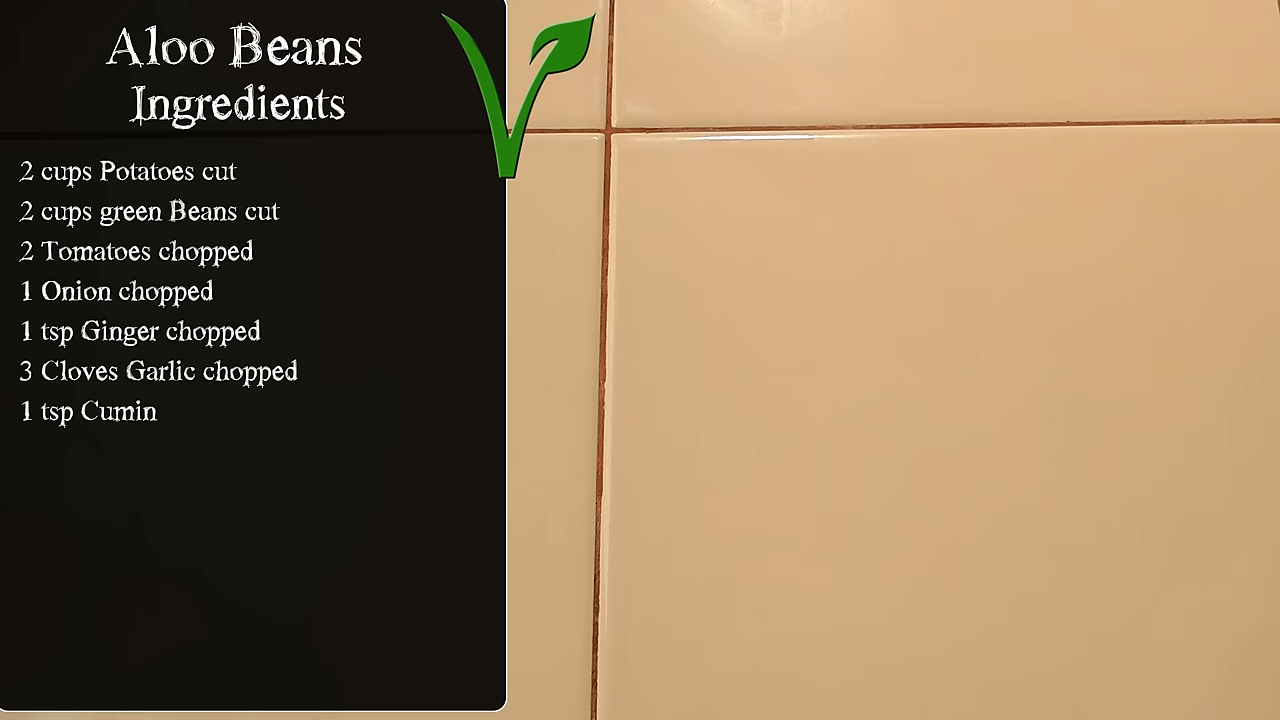 Aloo Beans
Ingredients
2 cups Potatoes cut
2 cups green Beans cut
2 Tomatoes chopped
1 Onion chopped
1 tsp Ginger chopped
3 Cloves Garlic chopped
1 tsp Cumin